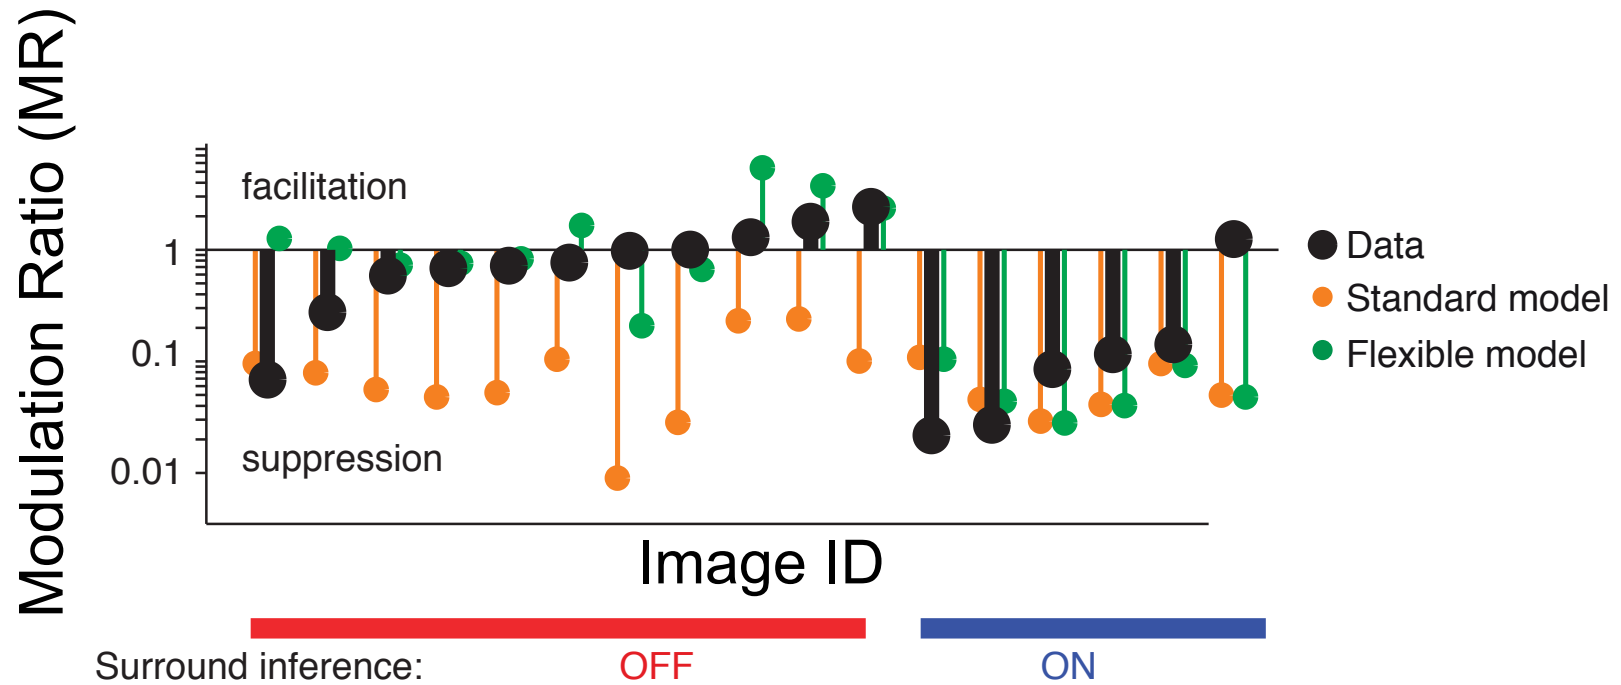 Modulation Ratio (MR)
facilitation
1
0.1
0.01
suppression
Data
Standard model
Flexible model
Image ID
Surround inference:
OFF
ON